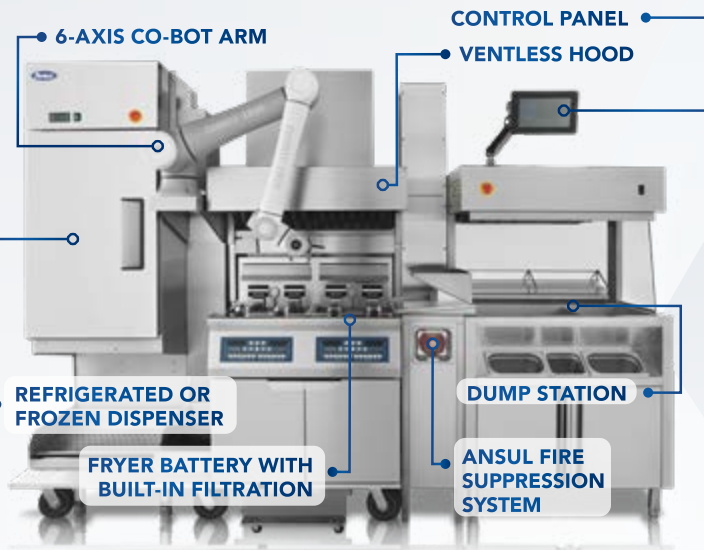 CONTROL PANEL
6-AXIS CO-BOT ARM
VENTLESS HOOD
REFRIGERATED OR
FROZEN DISPENSER
DUMP STATION
FRYER BATTERY WITH
BUILT-IN FILTRATION
ANSUL FIRE
SUPPRESSION
SYSTEM